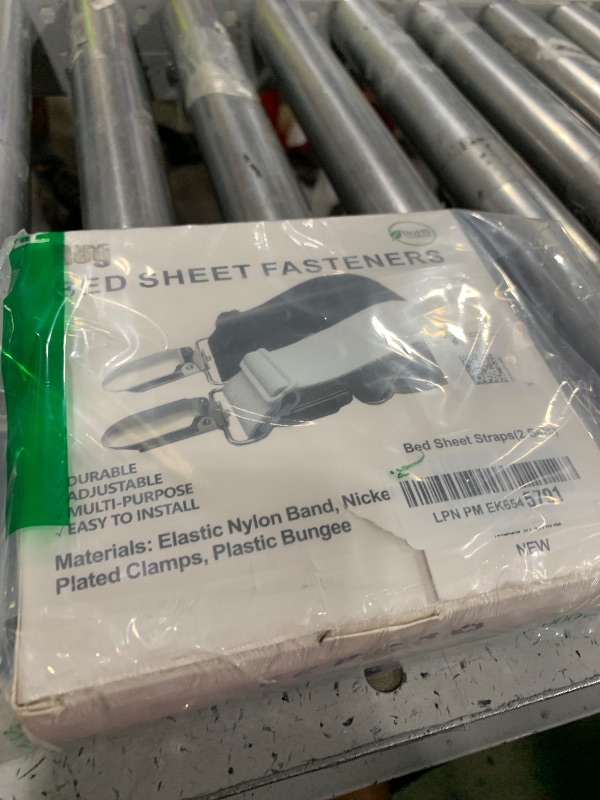 BED SHEET FASTENERS
DURABLE
ADJUSTABLE
MULTI-PURPOSE
EASY TO INSTALL
Materials: Elastic Nylon Band, Nicke
Plated Clamps, Plastic Bungee
Bed Sheet Straps(2
LPN PM EK6545791
NEW